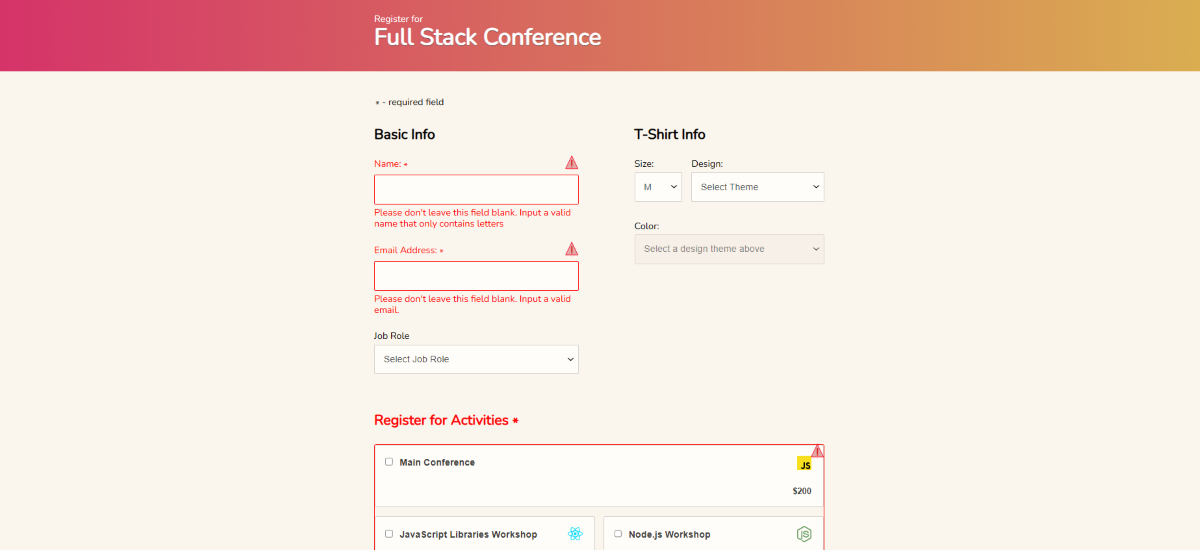 Register for
Full Stack Conference
* - required field
Basic Info
Name: *
Please don't leave this field blank. Input a valid
name that only contains letters
Email Address: *
Please don't leave this field blank. Input a valid
email.
Job Role
Select Job Role
T-Shirt Info
Size:
Design:
M
Select Theme
Color:
Select a design theme above
Register for Activities *
Main Conference
JS
$200
JavaScript Libraries Workshop
Node.js Workshop
JS